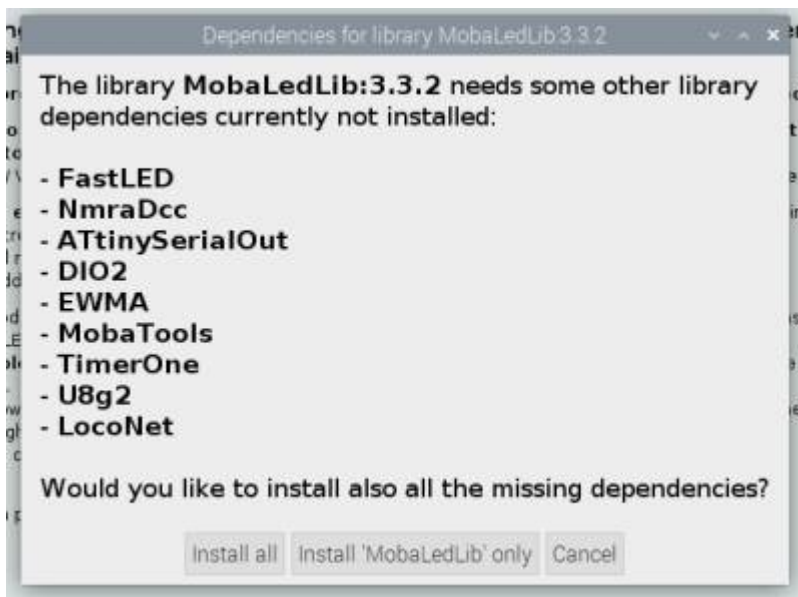 Dependencies for library MobaLedLib:3.3.2
The library MobaLedLib:3.3.2 needs some other library
dependencies currently not installed:
- FastLED
- NmraDcc
- ATtinySerialOut
- DIO2
- EWMA
- MobaTools
- TimerOne
- U8g2
- LocoNet
Would you like to install also all the missing dependencies?
Install all Install 'MobaLedLib' only Cancel